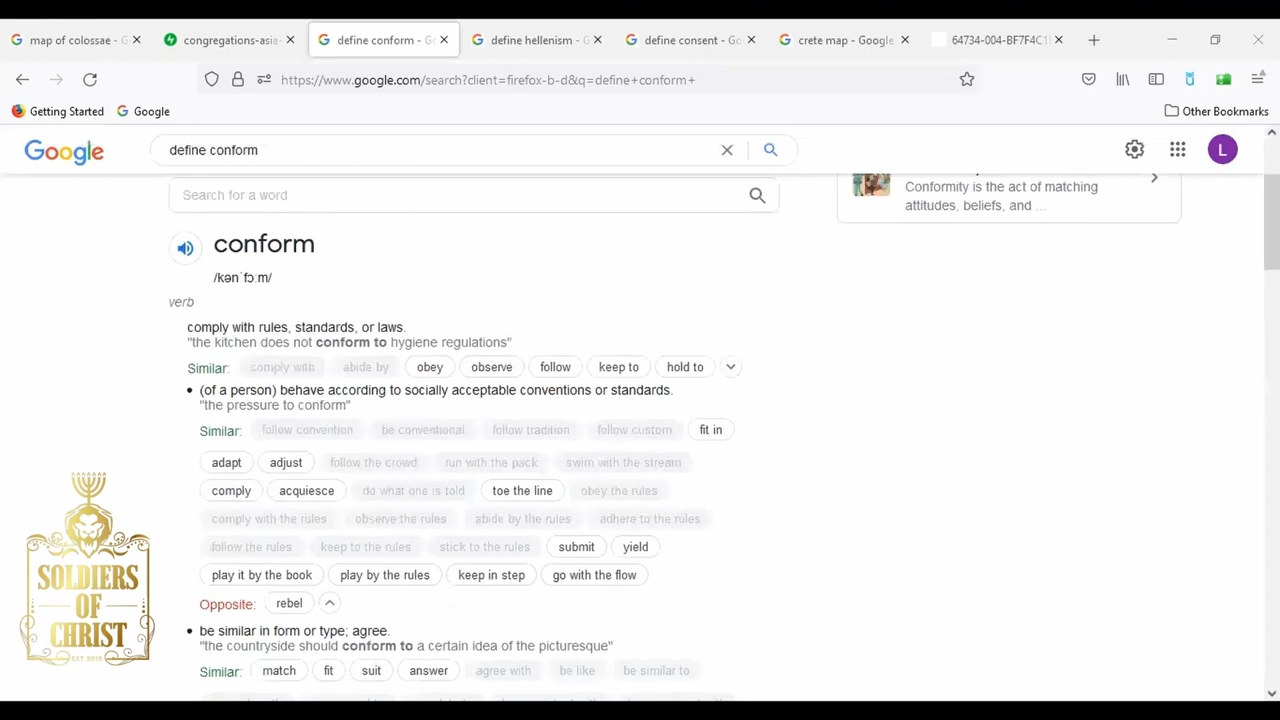 map of colossae - G
congregations-asia-
define conform - Go
define hellenism - G
define consent - Go
crete map - Google
64734-004-BF7F4C1
https://www.google.com/search?client=firefox-b-d&q=define+conform+
Getting Started
Google
Other Bookmarks
Google
define conform
L
Search for a word
Conformity is the act of matching
attitudes, beliefs, and ...
conform
/kənˈfɔːm/
verb
comply with rules, standards, or laws.
"the kitchen does not conform to hygiene regulations"
Similar: comply with abide by obey observe follow keep to hold to
• (of a person) behave according to socially acceptable conventions or standards.
"the pressure to conform"
Similar: follow convention be conventional follow tradition follow custom fit in
adapt adjust follow the crowd run with the pack swim with the stream
comply acquiesce do what one is told toe the line obey the rules
comply with the rules observe the rules abide by the rules adhere to the rules
follow the rules keep to the rules stick to the rules submit yield
play it by the book play by the rules keep in step go with the flow
Opposite: rebel
• be similar in form or type; agree.
"the countryside should conform to a certain idea of the picturesque"
Similar: match fit suit answer agree with be like be similar to
SOLDIERS
OF
CHRIST